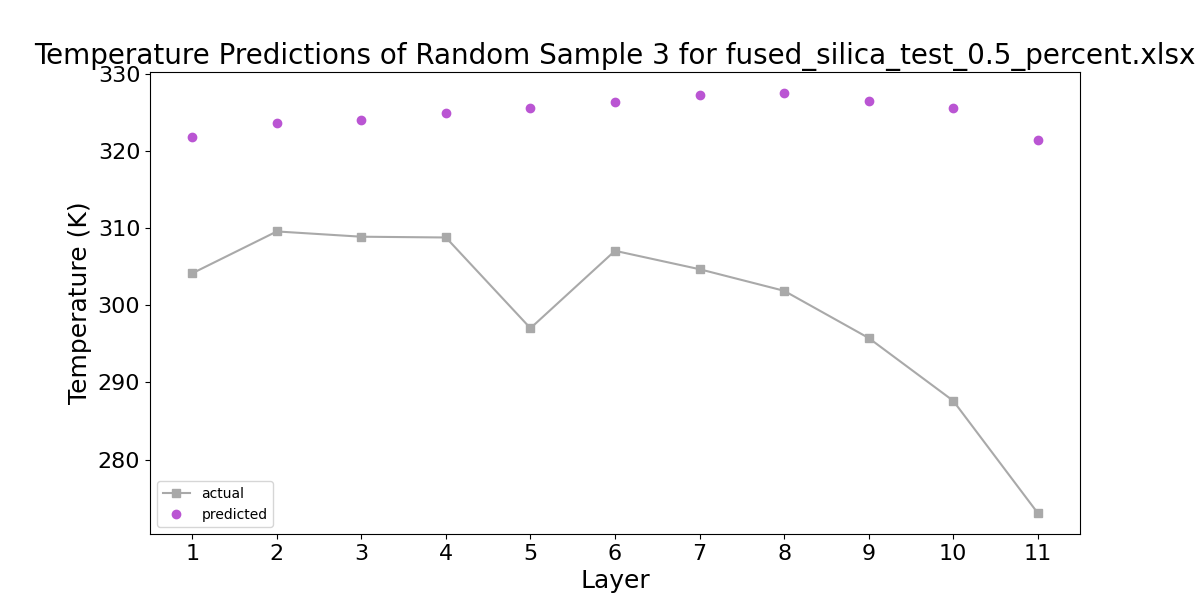 Temperature Predictions of Random Sample 3 for fused_silica_test_0.5_percent.xlsx
330
320
310
300
290
280
Temperature (K)
actual
predicted
1 2 3 4 5 6 7 8 9 10 11
Layer